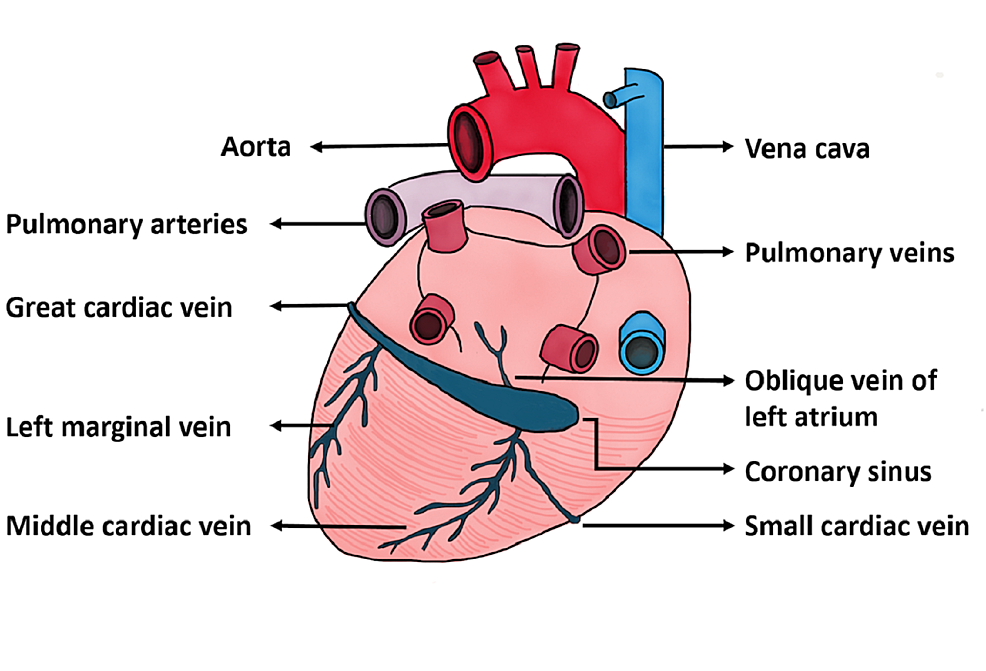 Aorta
Vena cava
Pulmonary arteries
Pulmonary veins
Great cardiac vein
Oblique vein of
left atrium
Left marginal vein
Coronary sinus
Middle cardiac vein
Small cardiac vein